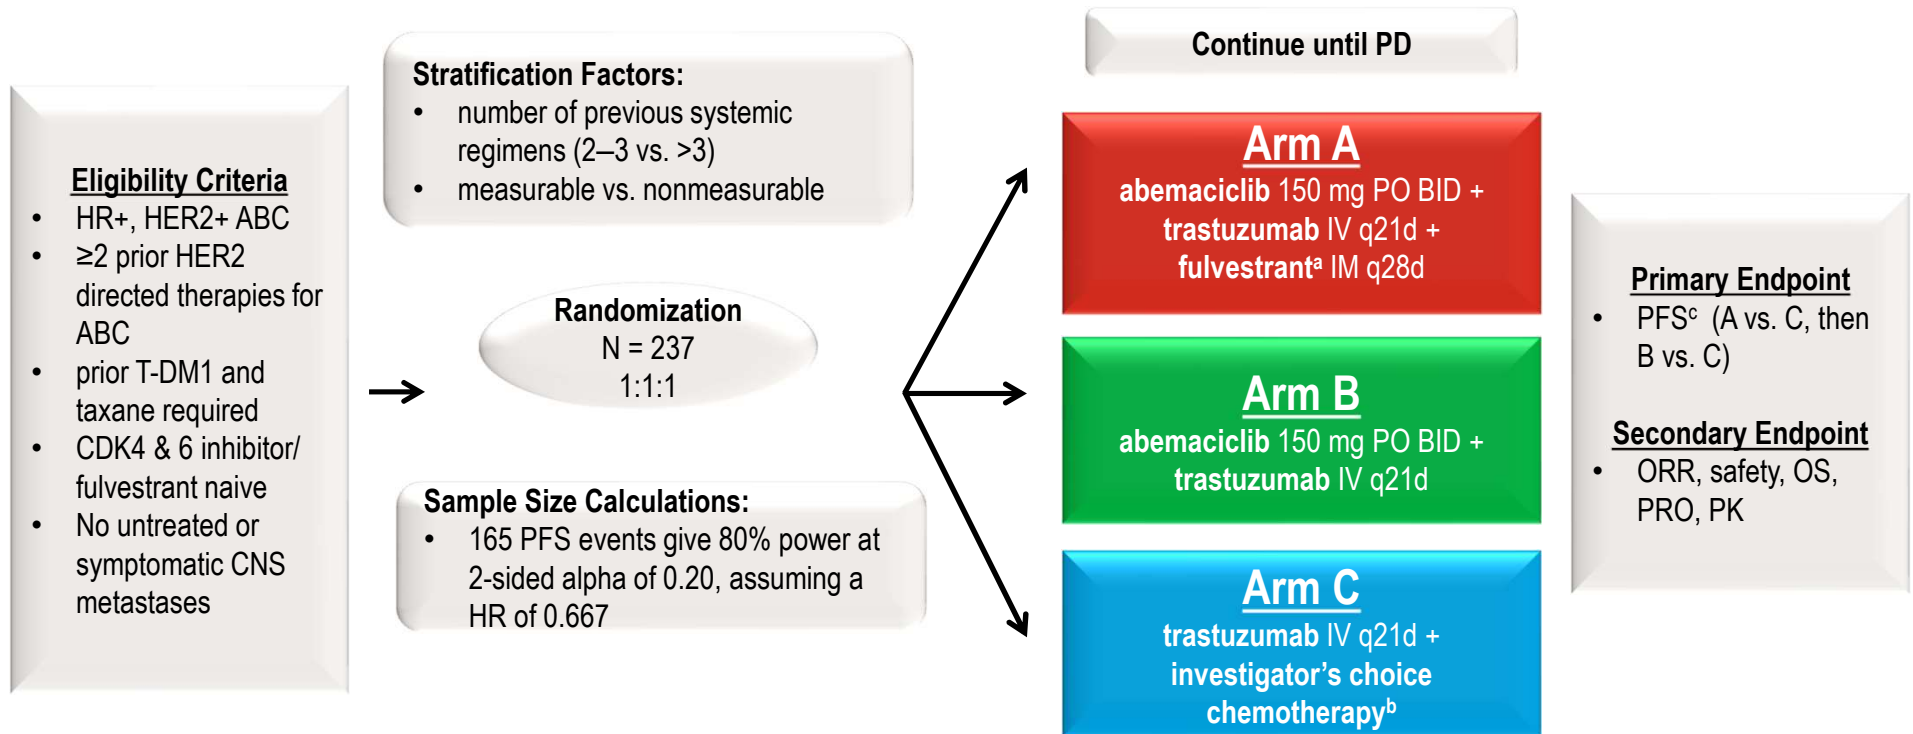 Eligibility Criteria
• HR+, HER2+ ABC
• ≥2 prior HER2
directed therapies for
ABC
• prior T-DM1 and
taxane required
• CDK4 & 6 inhibitor/
fulvestrant naive
• No untreated or
symptomatic CNS
metastases
Stratification Factors:
• number of previous systemic
regimens (2–3 vs. >3)
• measurable vs. nonmeasurable
Randomization
N = 237
1:1:1
Sample Size Calculations:
• 165 PFS events give 80% power at
2-sided alpha of 0.20, assuming a
HR of 0.667
Continue until PD
Arm A
abemaciclib 150 mg PO BID +
trastuzumab IV q21d +
fulvestrantᵃ IM q28d
Arm B
abemaciclib 150 mg PO BID +
trastuzumab IV q21d
Arm C
trastuzumab IV q21d +
investigator’s choice
chemotherapyᵇ
Primary Endpoint
• PFSᶜ (A vs. C, then
B vs. C)
Secondary Endpoint
• ORR, safety, OS,
PRO, PK